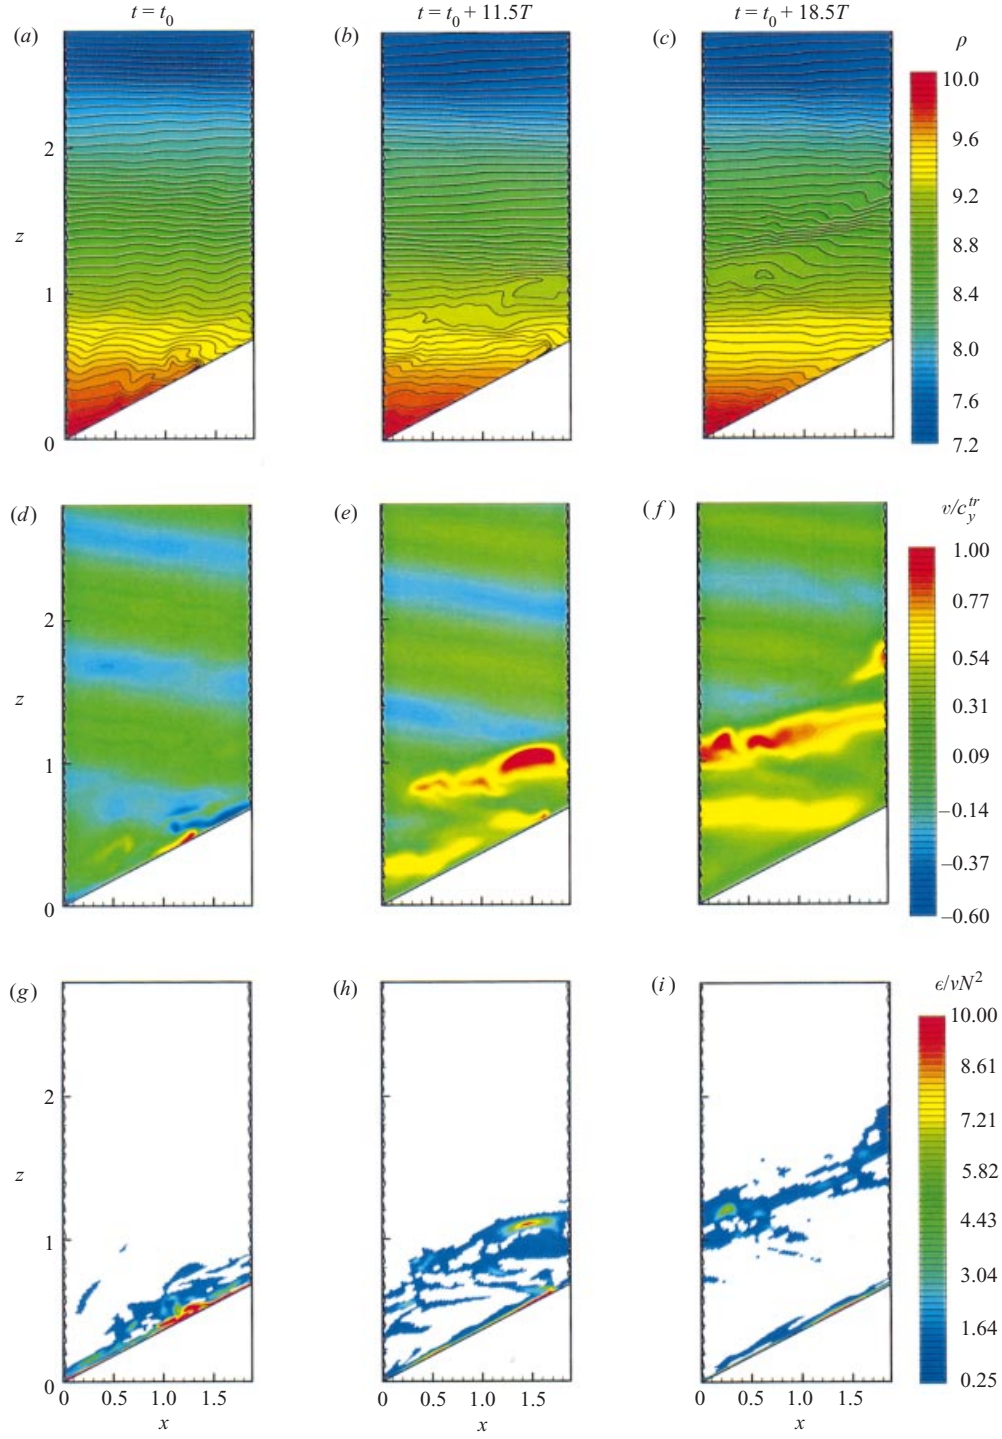 t = t0 t = t0 + 11.5T t = t0 + 18.5T
(a) (b) (c) ρ
10.0
9.6
2 9.2
z 8.8
1 8.4
8.0
7.6
0 7.2
(d) (e) (f) v/c_y^tr
1.00
0.77
2 0.54
z 0.31
1 0.09
–0.14
–0.37
0 –0.60
(g) (h) (i) ϵ/νN²
10.00
8.61
2 7.21
z 5.82
1 4.43
3.04
1.64
0 0.25
0 0.5 1.0 1.5 0 0.5 1.0 1.5 0 0.5 1.0 1.5
x x x